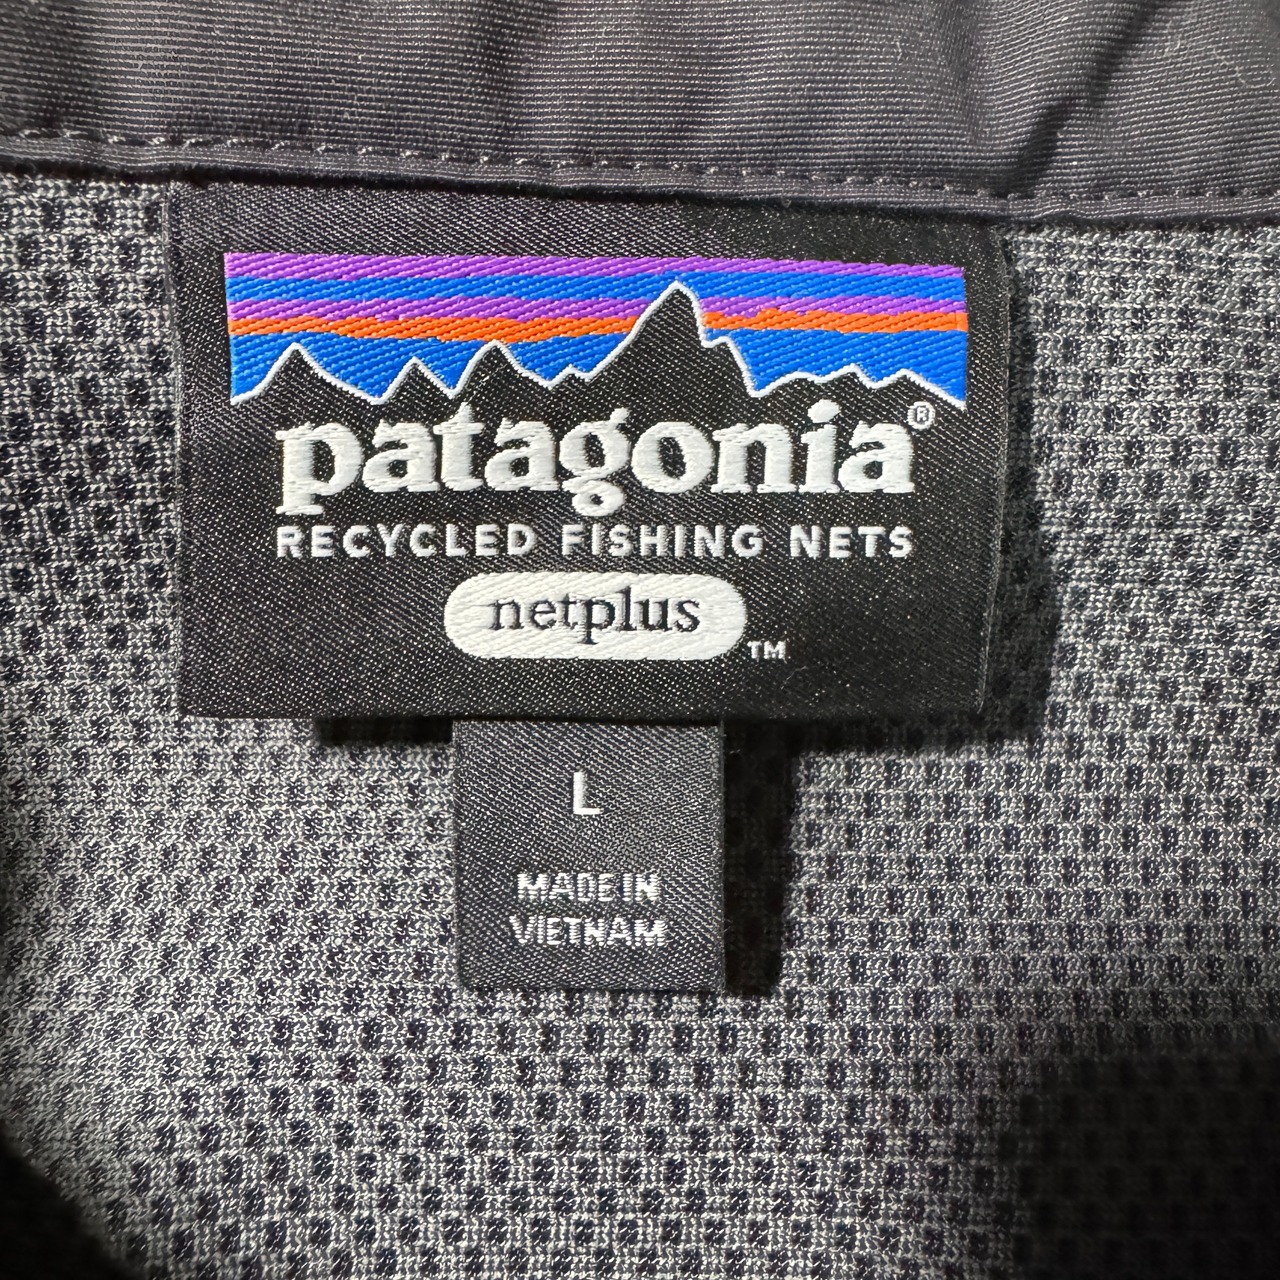 patagonia®
RECYCLED FISHING NETS
netplus™
L
MADE IN
VIETNAM